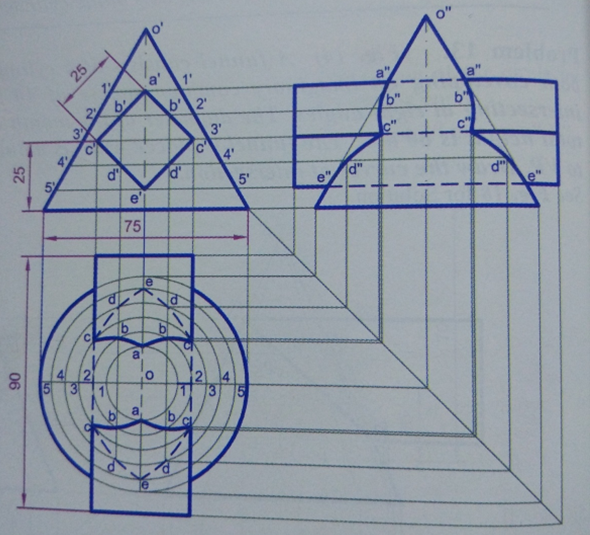 o'
o"
25
1'
a'
1'
a"
a"
2'
b'
b'
2'
b"
b"
3'
3'
c'
c'
c"
c"
4'
4'
d'
d'
d"
d"
5'
5'
e'
e"
e"
25
75
e
d
d
b
b
c
c
a
5
4
3
2
1
o
1
2
3
4
5
a
b
b
c
c
d
d
e
90